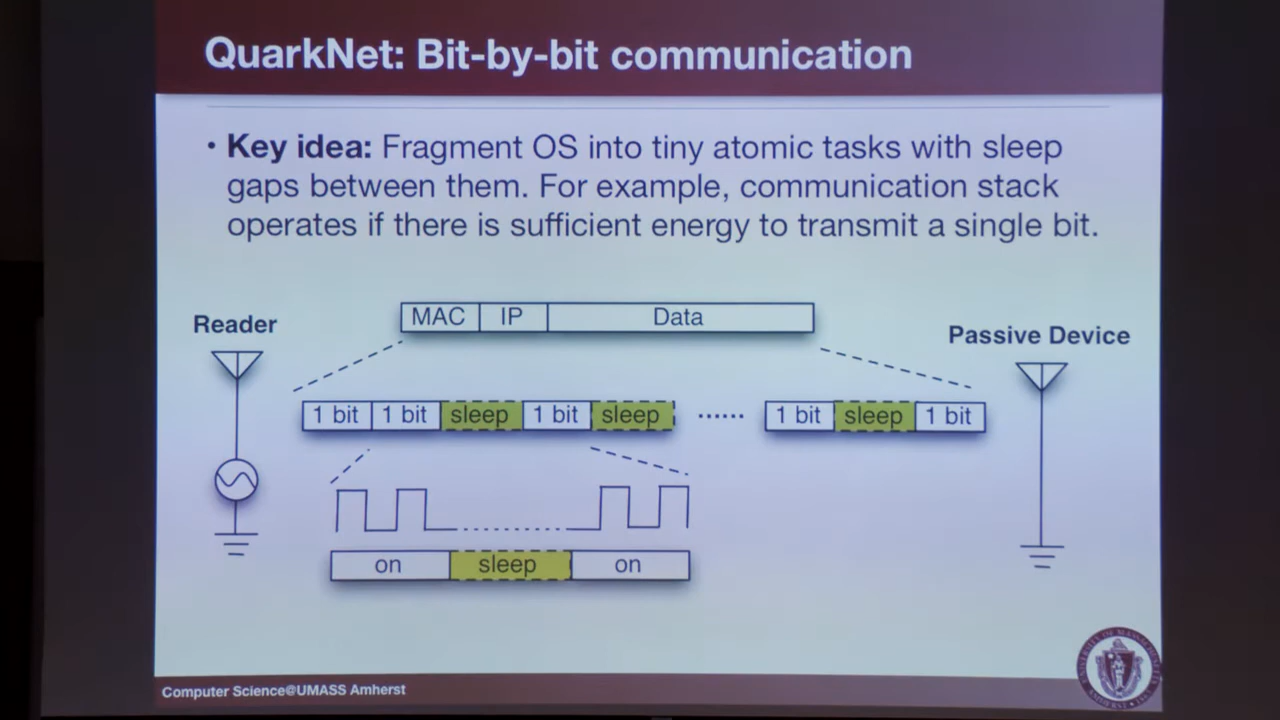 QuarkNet: Bit-by-bit communication
• Key idea: Fragment OS into tiny atomic tasks with sleep
gaps between them. For example, communication stack
operates if there is sufficient energy to transmit a single bit.
Reader
MAC IP Data
Passive Device
1 bit 1 bit sleep 1 bit sleep ...... 1 bit sleep 1 bit
on sleep on
Computer Science@UMASS Amherst